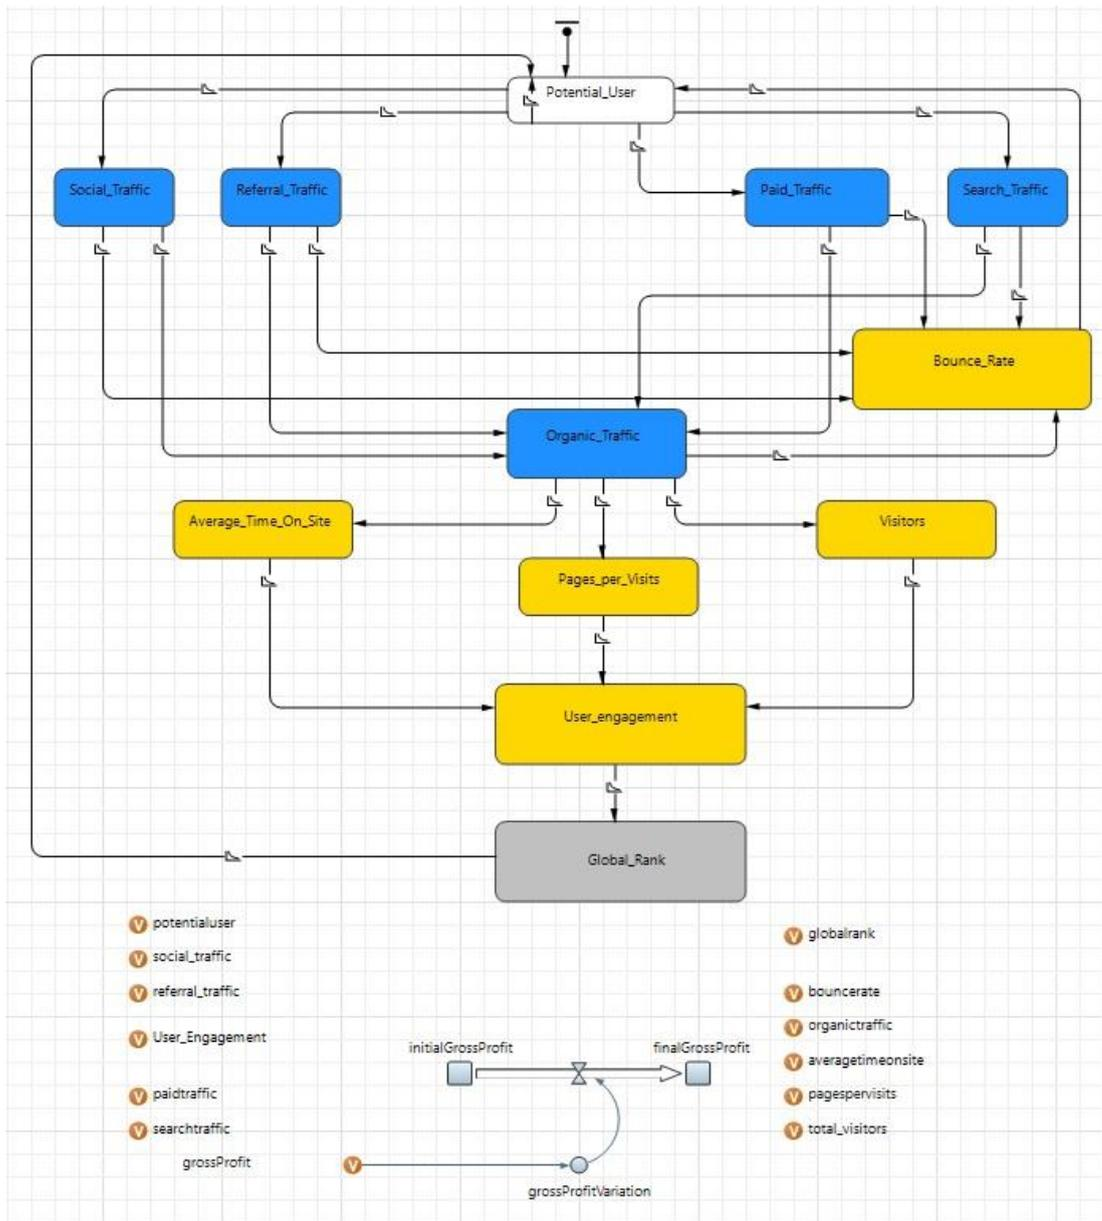 Potential_User
Social_Traffic
Referral_Traffic
Paid_Traffic
Search_Traffic
Bounce_Rate
Organic_Traffic
Average_Time_On_Site
Visitors
Pages_per_Visits
User_engagement
Global_Rank
V potentialuser
V social_traffic
V referral_traffic
V User_Engagement
V paidtraffic
V searchtraffic
grossProfit V
initialGrossProfit
finalGrossProfit
grossProfitVariation
V globalrank
V bouncerate
V organictraffic
V averagetimeonsite
V pagespervisits
V total_visitors